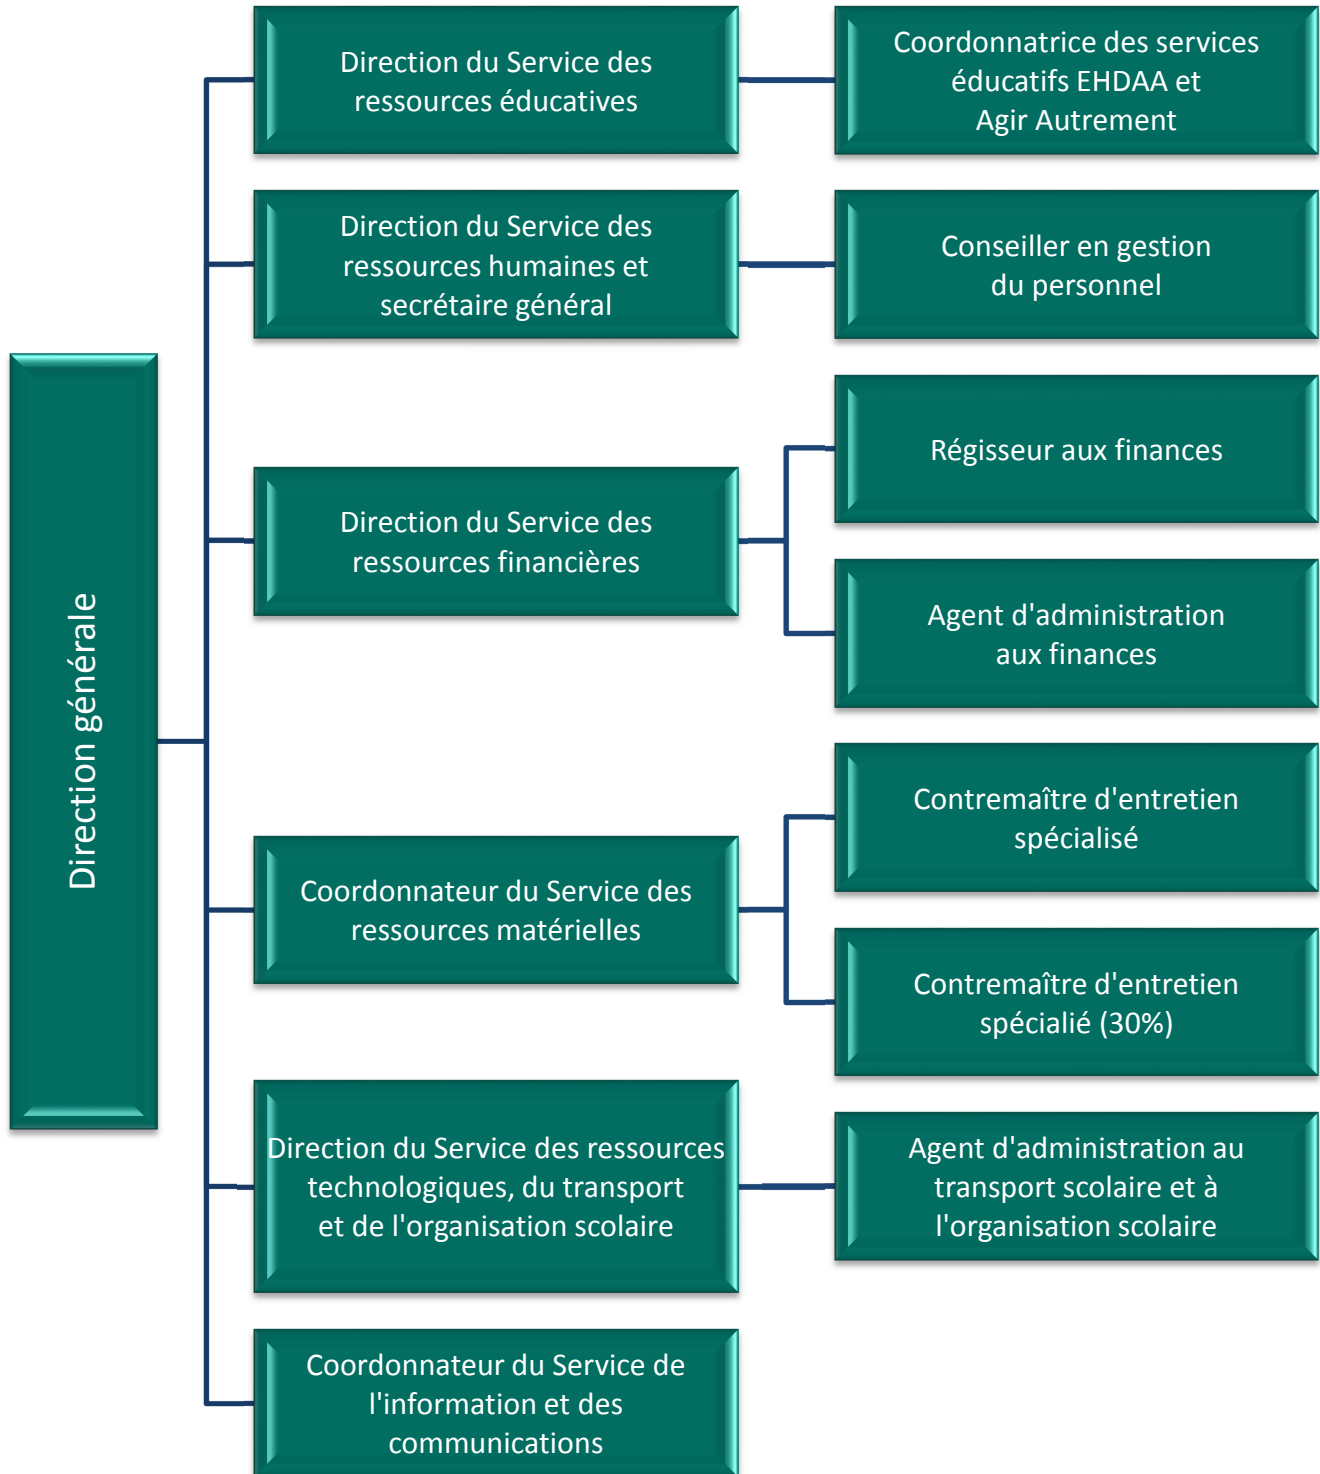 Direction générale
Direction du Service des
ressources éducatives
Coordonnatrice des services
éducatifs EHDAA et
Agir Autrement
Direction du Service des
ressources humaines et
secrétaire général
Conseiller en gestion
du personnel
Direction du Service des
ressources financières
Régisseur aux finances
Agent d'administration
aux finances
Coordonnateur du Service des
ressources matérielles
Contremaître d'entretien
spécialisé
Contremaître d'entretien
spécialié (30%)
Direction du Service des ressources
technologiques, du transport
et de l'organisation scolaire
Agent d'administration au
transport scolaire et à
l'organisation scolaire
Coordonnateur du Service de
l'information et des
communications